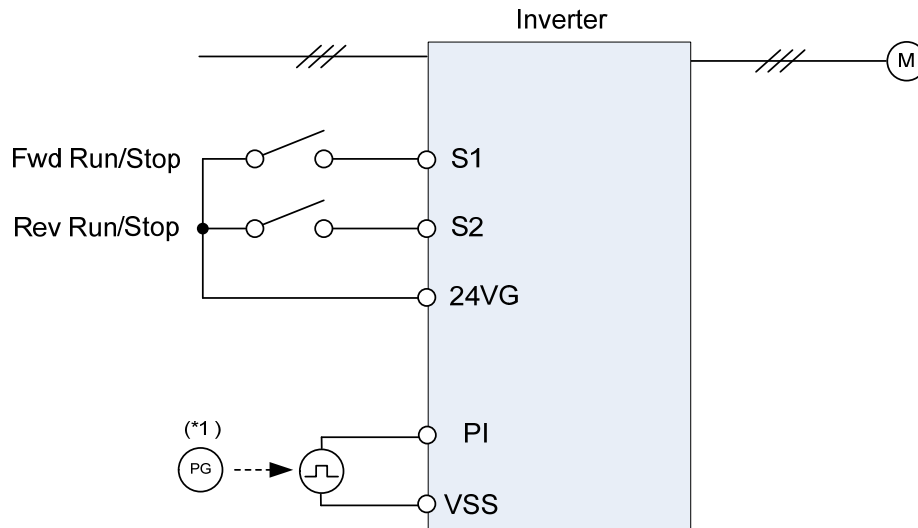 Inverter
M
Fwd Run/Stop
S1
Rev Run/Stop
S2
24VG
(*1)
PI
PG
VSS